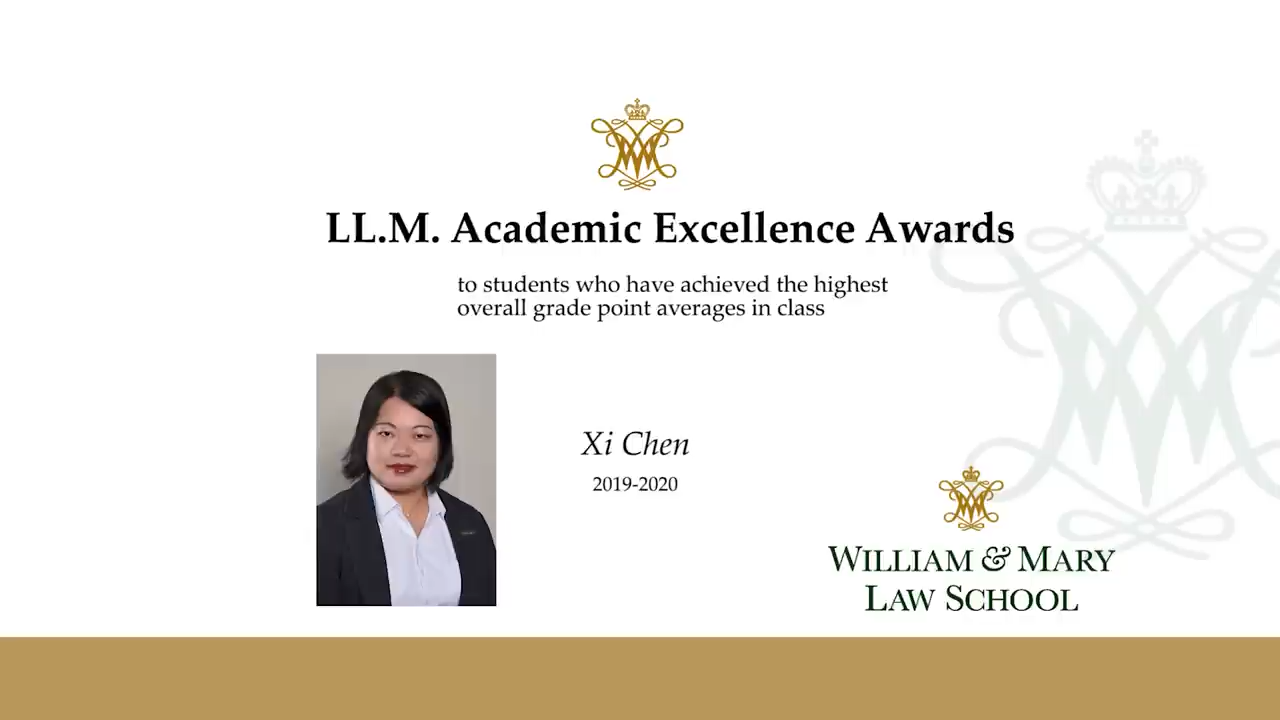 LL.M. Academic Excellence Awards
to students who have achieved the highest
overall grade point averages in class
Xi Chen
2019-2020
WILLIAM & MARY
LAW SCHOOL